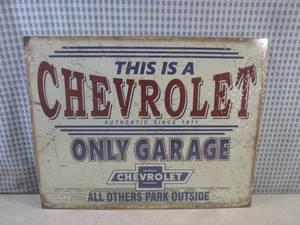 THIS IS A
CHEVROLET
AUTHENTIC SINCE 1911
ONLY GARAGE
CHEVROLET
ALL OTHERS PARK OUTSIDE